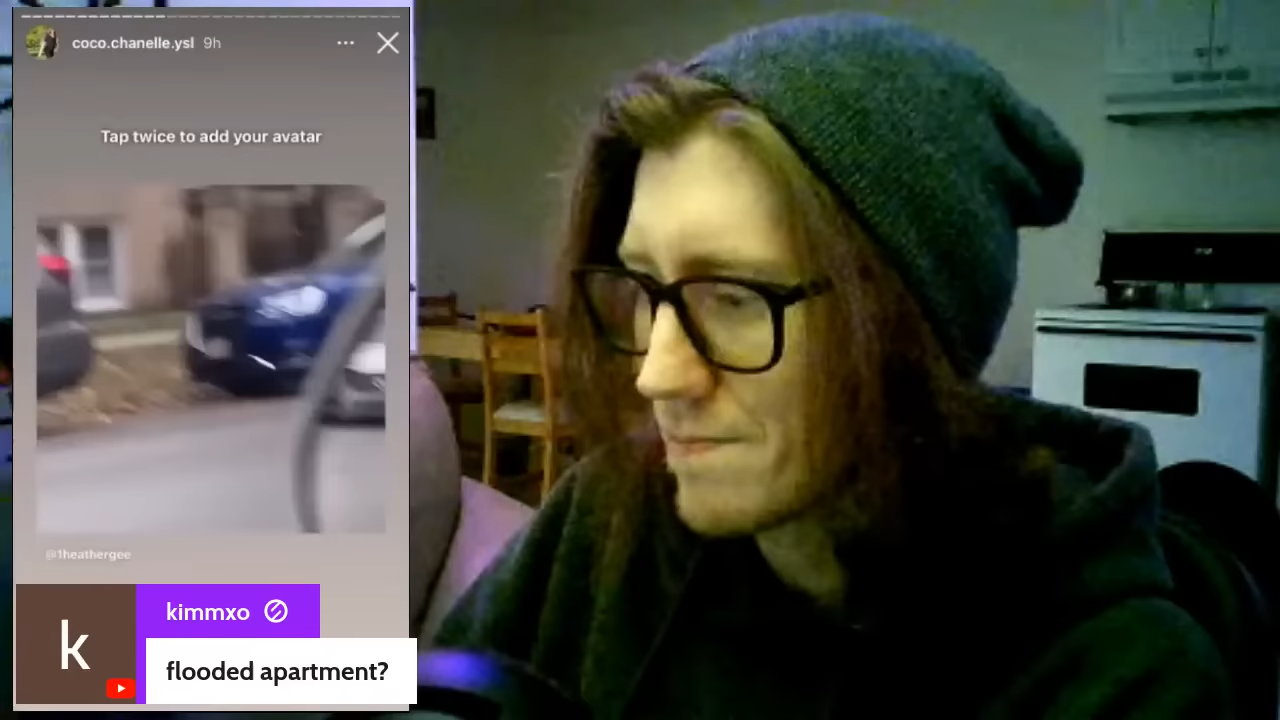 coco.chanelle.ysl 9h
Tap twice to add your avatar
@1heathergee
k
kimmxo
flooded apartment?